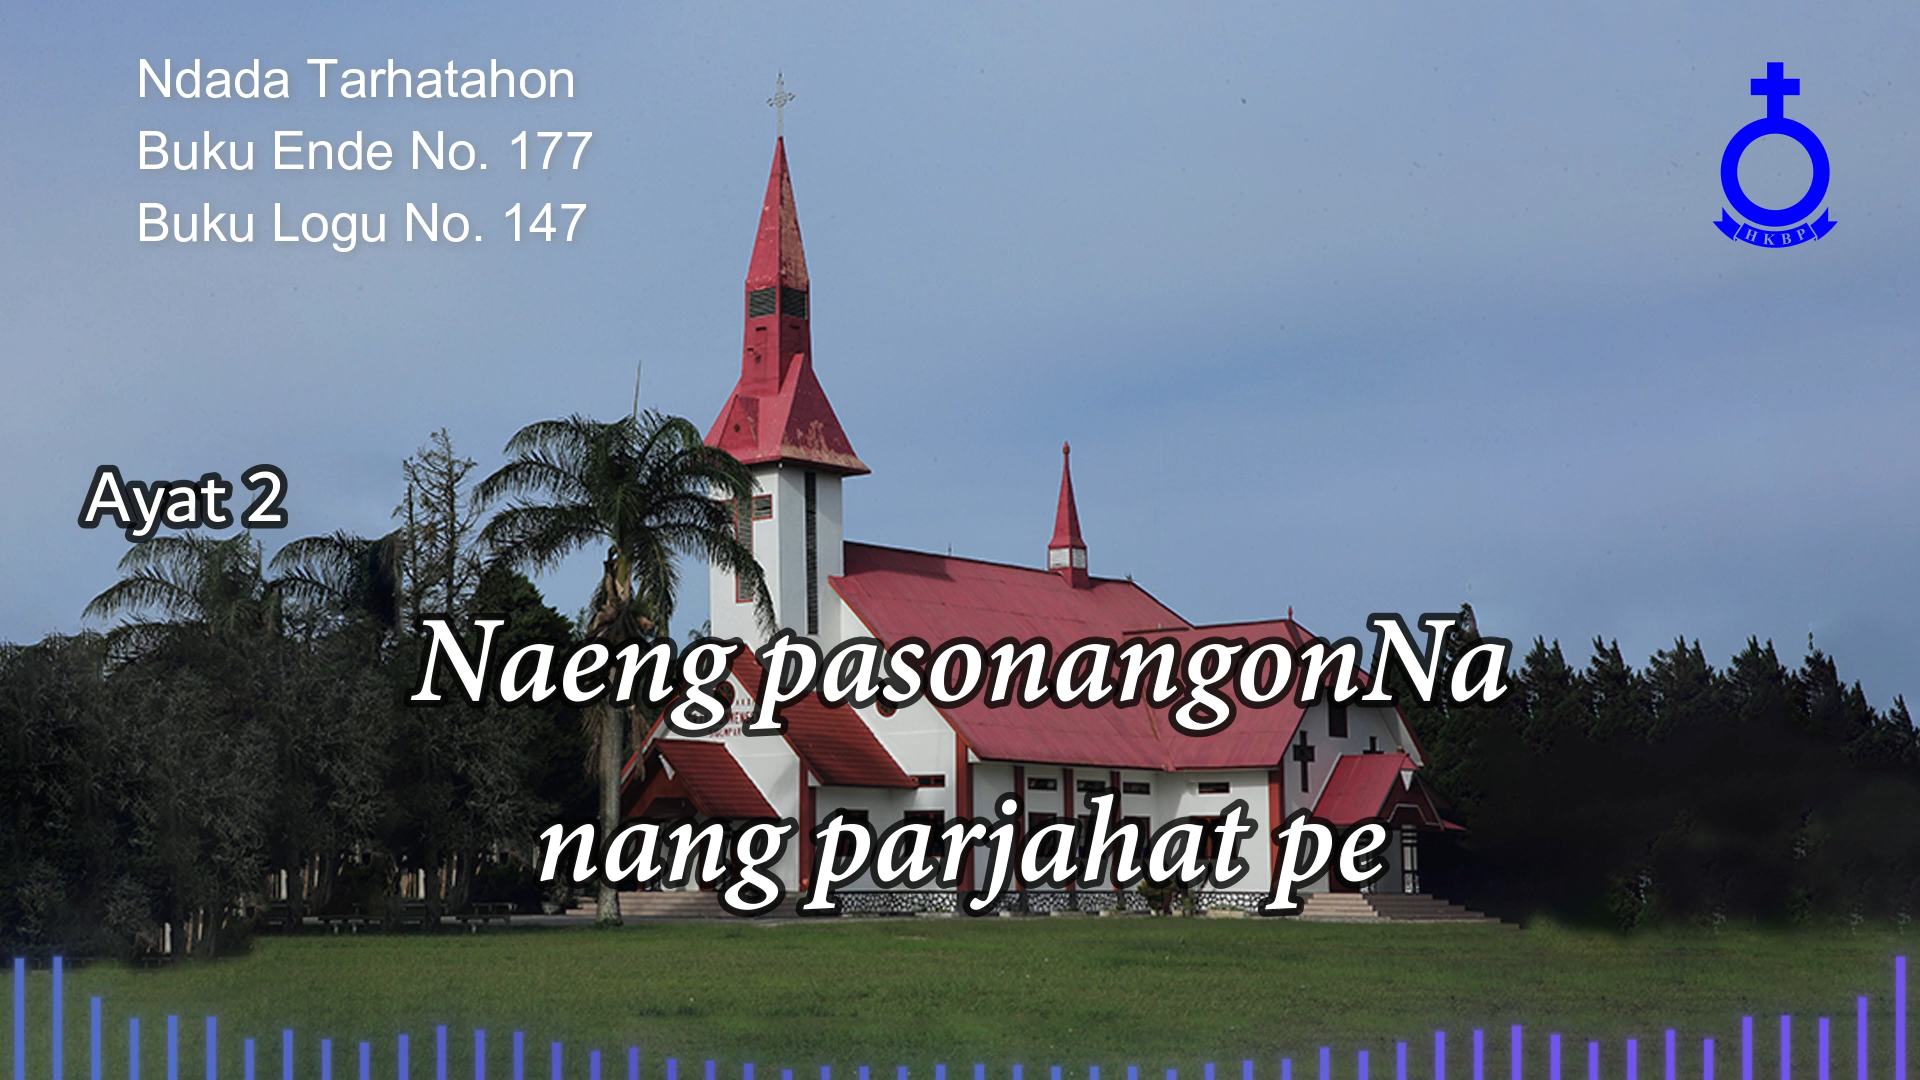 Ndada Tarhatahon
Buku Ende No. 177
Buku Logu No. 147
HKBP
Ayat 2
Naeng pasonangonNa
nang parjahat pe